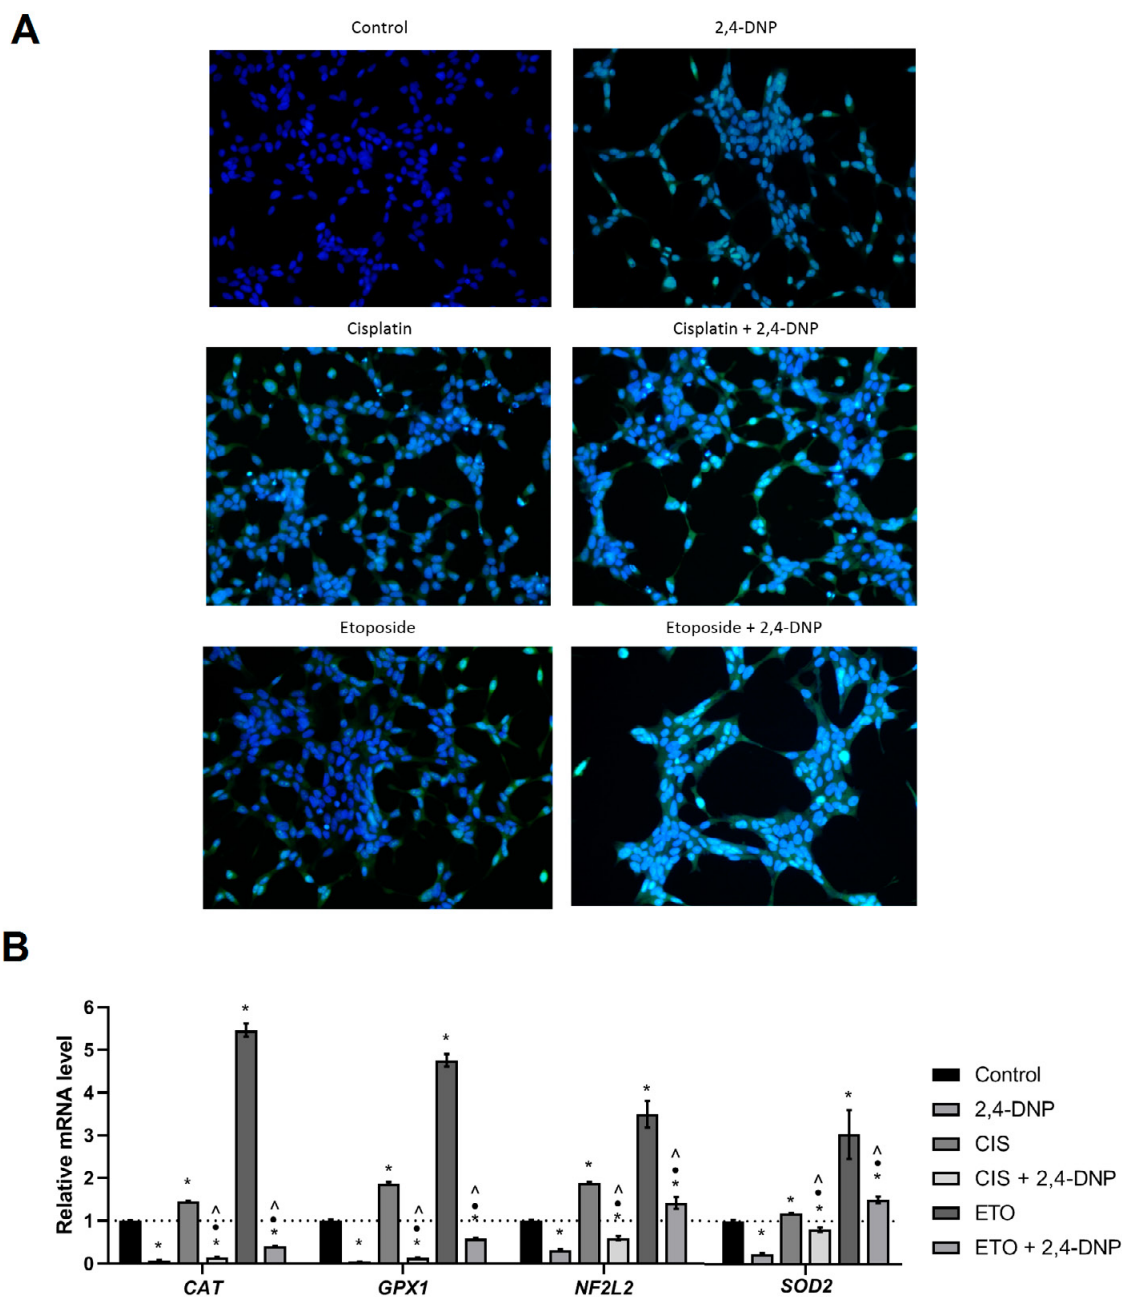 A
Control
2,4-DNP
Cisplatin
Cisplatin + 2,4-DNP
Etoposide
Etoposide + 2,4-DNP
B
Relative mRNA level
6
5
4
3
2
1
0
* * ^ • * * ^ • *
* * ^ • * * ^ • *
* * ^ • * * ^ • *
* * ^ • * * ^ • *
CAT
GPX1
NF2L2
SOD2
Control
2,4-DNP
CIS
CIS + 2,4-DNP
ETO
ETO + 2,4-DNP